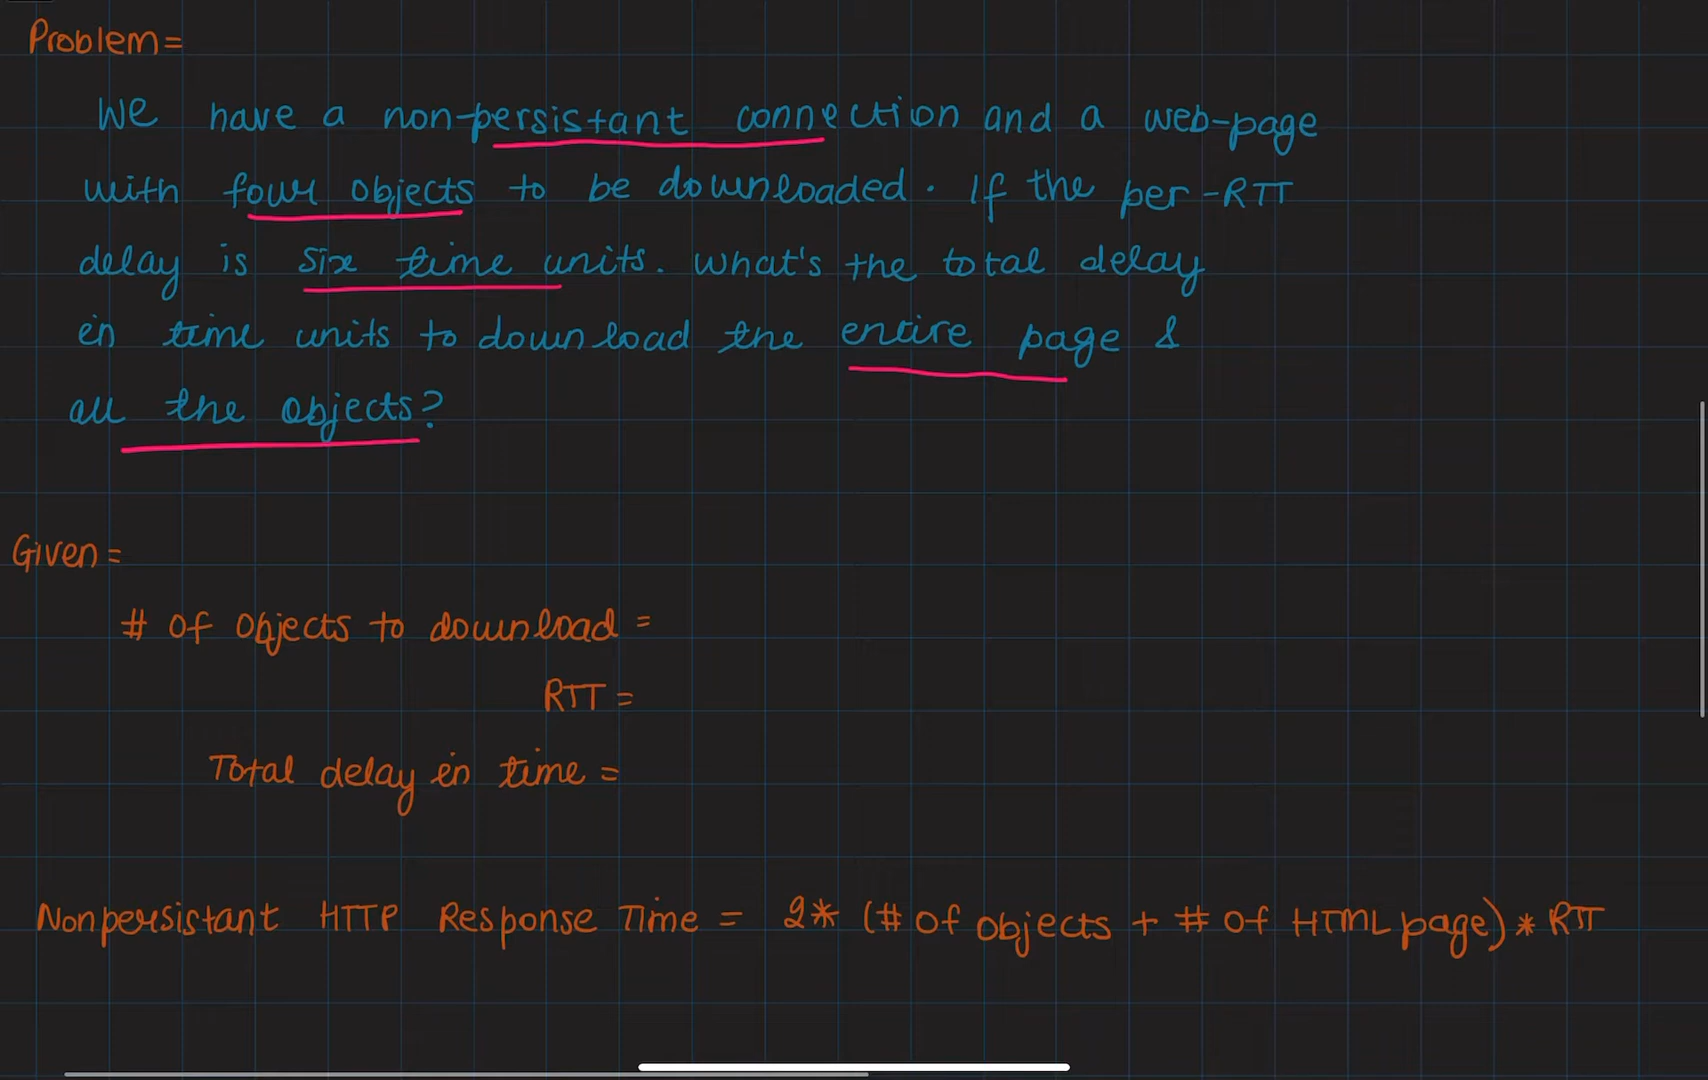 Problem=
We have a non-persistant connection and a web-page
with four objects to be downloaded. If the per-RTT
delay is six time units. What's the total delay
in time units to download the entire page &
all the objects?
Given=
# of objects to download =
RTT =
Total delay in time =
Nonpersistant HTTP Response Time = 2* (# of objects + # of HTML page) * RTT